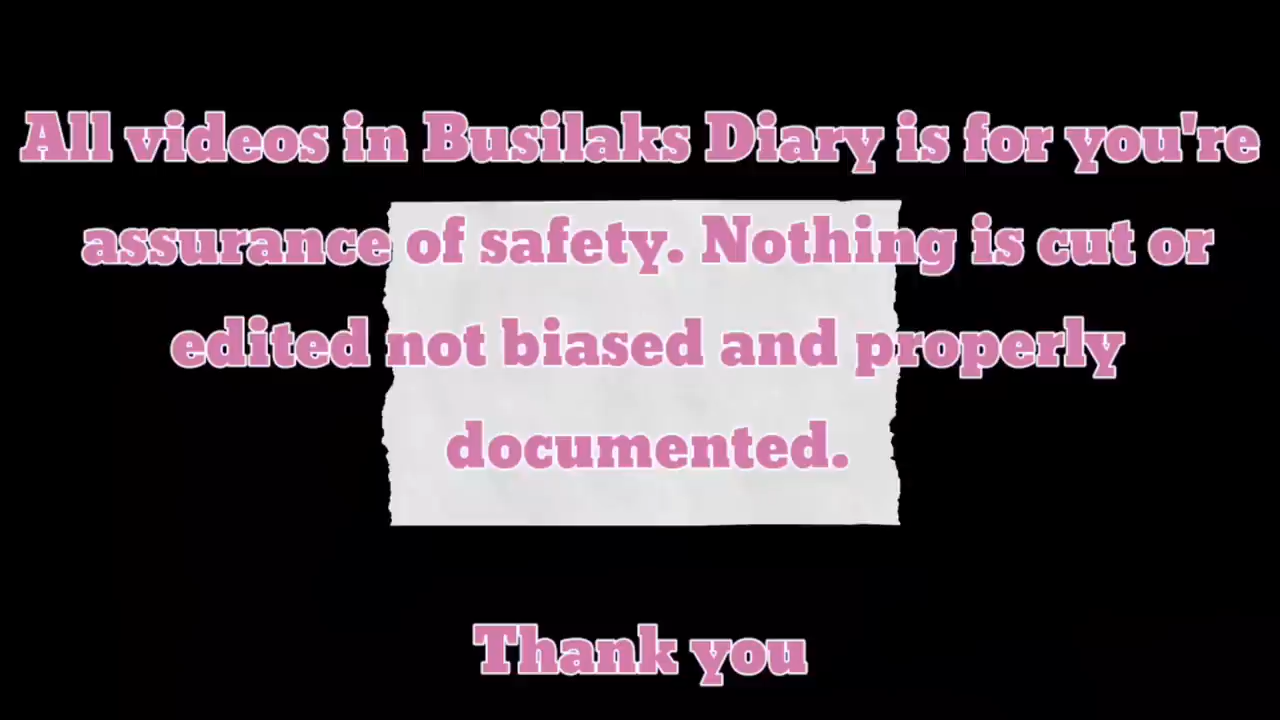 All videos in Busilaks Diary is for you're
assurance of safety. Nothing is cut or
edited not biased and properly
documented.
Thank you